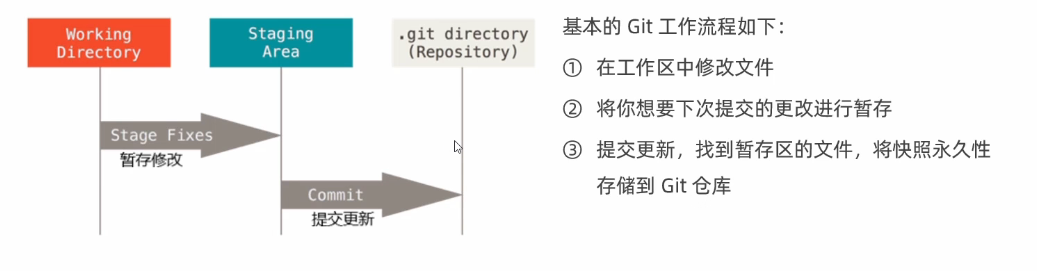 Working
Directory
Staging
Area
.git directory
(Repository)
Stage Fixes
暂存修改
Commit
提交更新
基本的 Git 工作流程如下：
① 在工作区中修改文件
② 将你想要下次提交的更改进行暂存
③ 提交更新，找到暂存区的文件，将快照永久性
存储到 Git 仓库